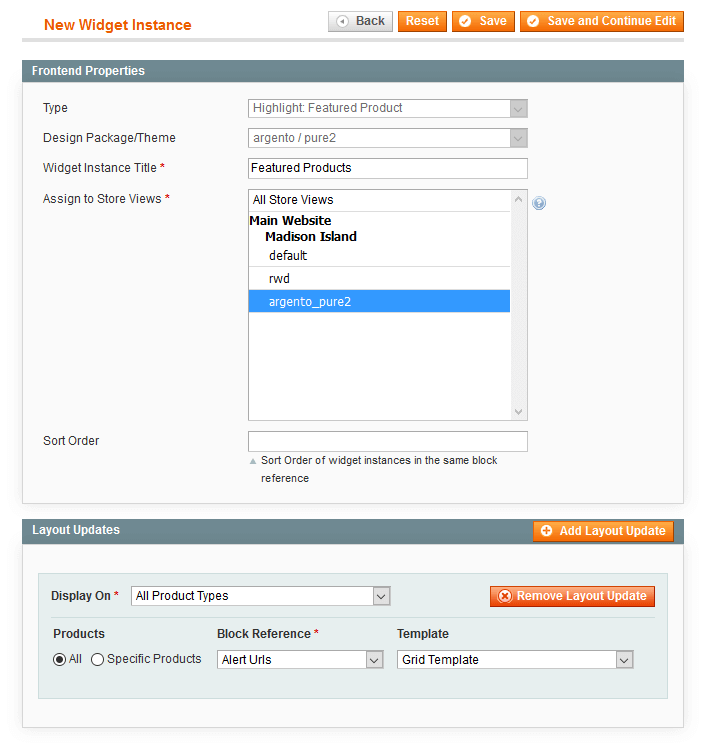 New Widget Instance
Back
Reset
Save
Save and Continue Edit
Frontend Properties
Type
Highlight: Featured Product
Design Package/Theme
argento / pure2
Widget Instance Title *
Featured Products
Assign to Store Views *
All Store Views
Main Website
Madison Island
default
rwd
argento_pure2
Sort Order
Sort Order of widget instances in the same block
reference
Layout Updates
Add Layout Update
Display On *
All Product Types
Remove Layout Update
Products
Block Reference *
Template
All
Specific Products
Alert Urls
Grid Template